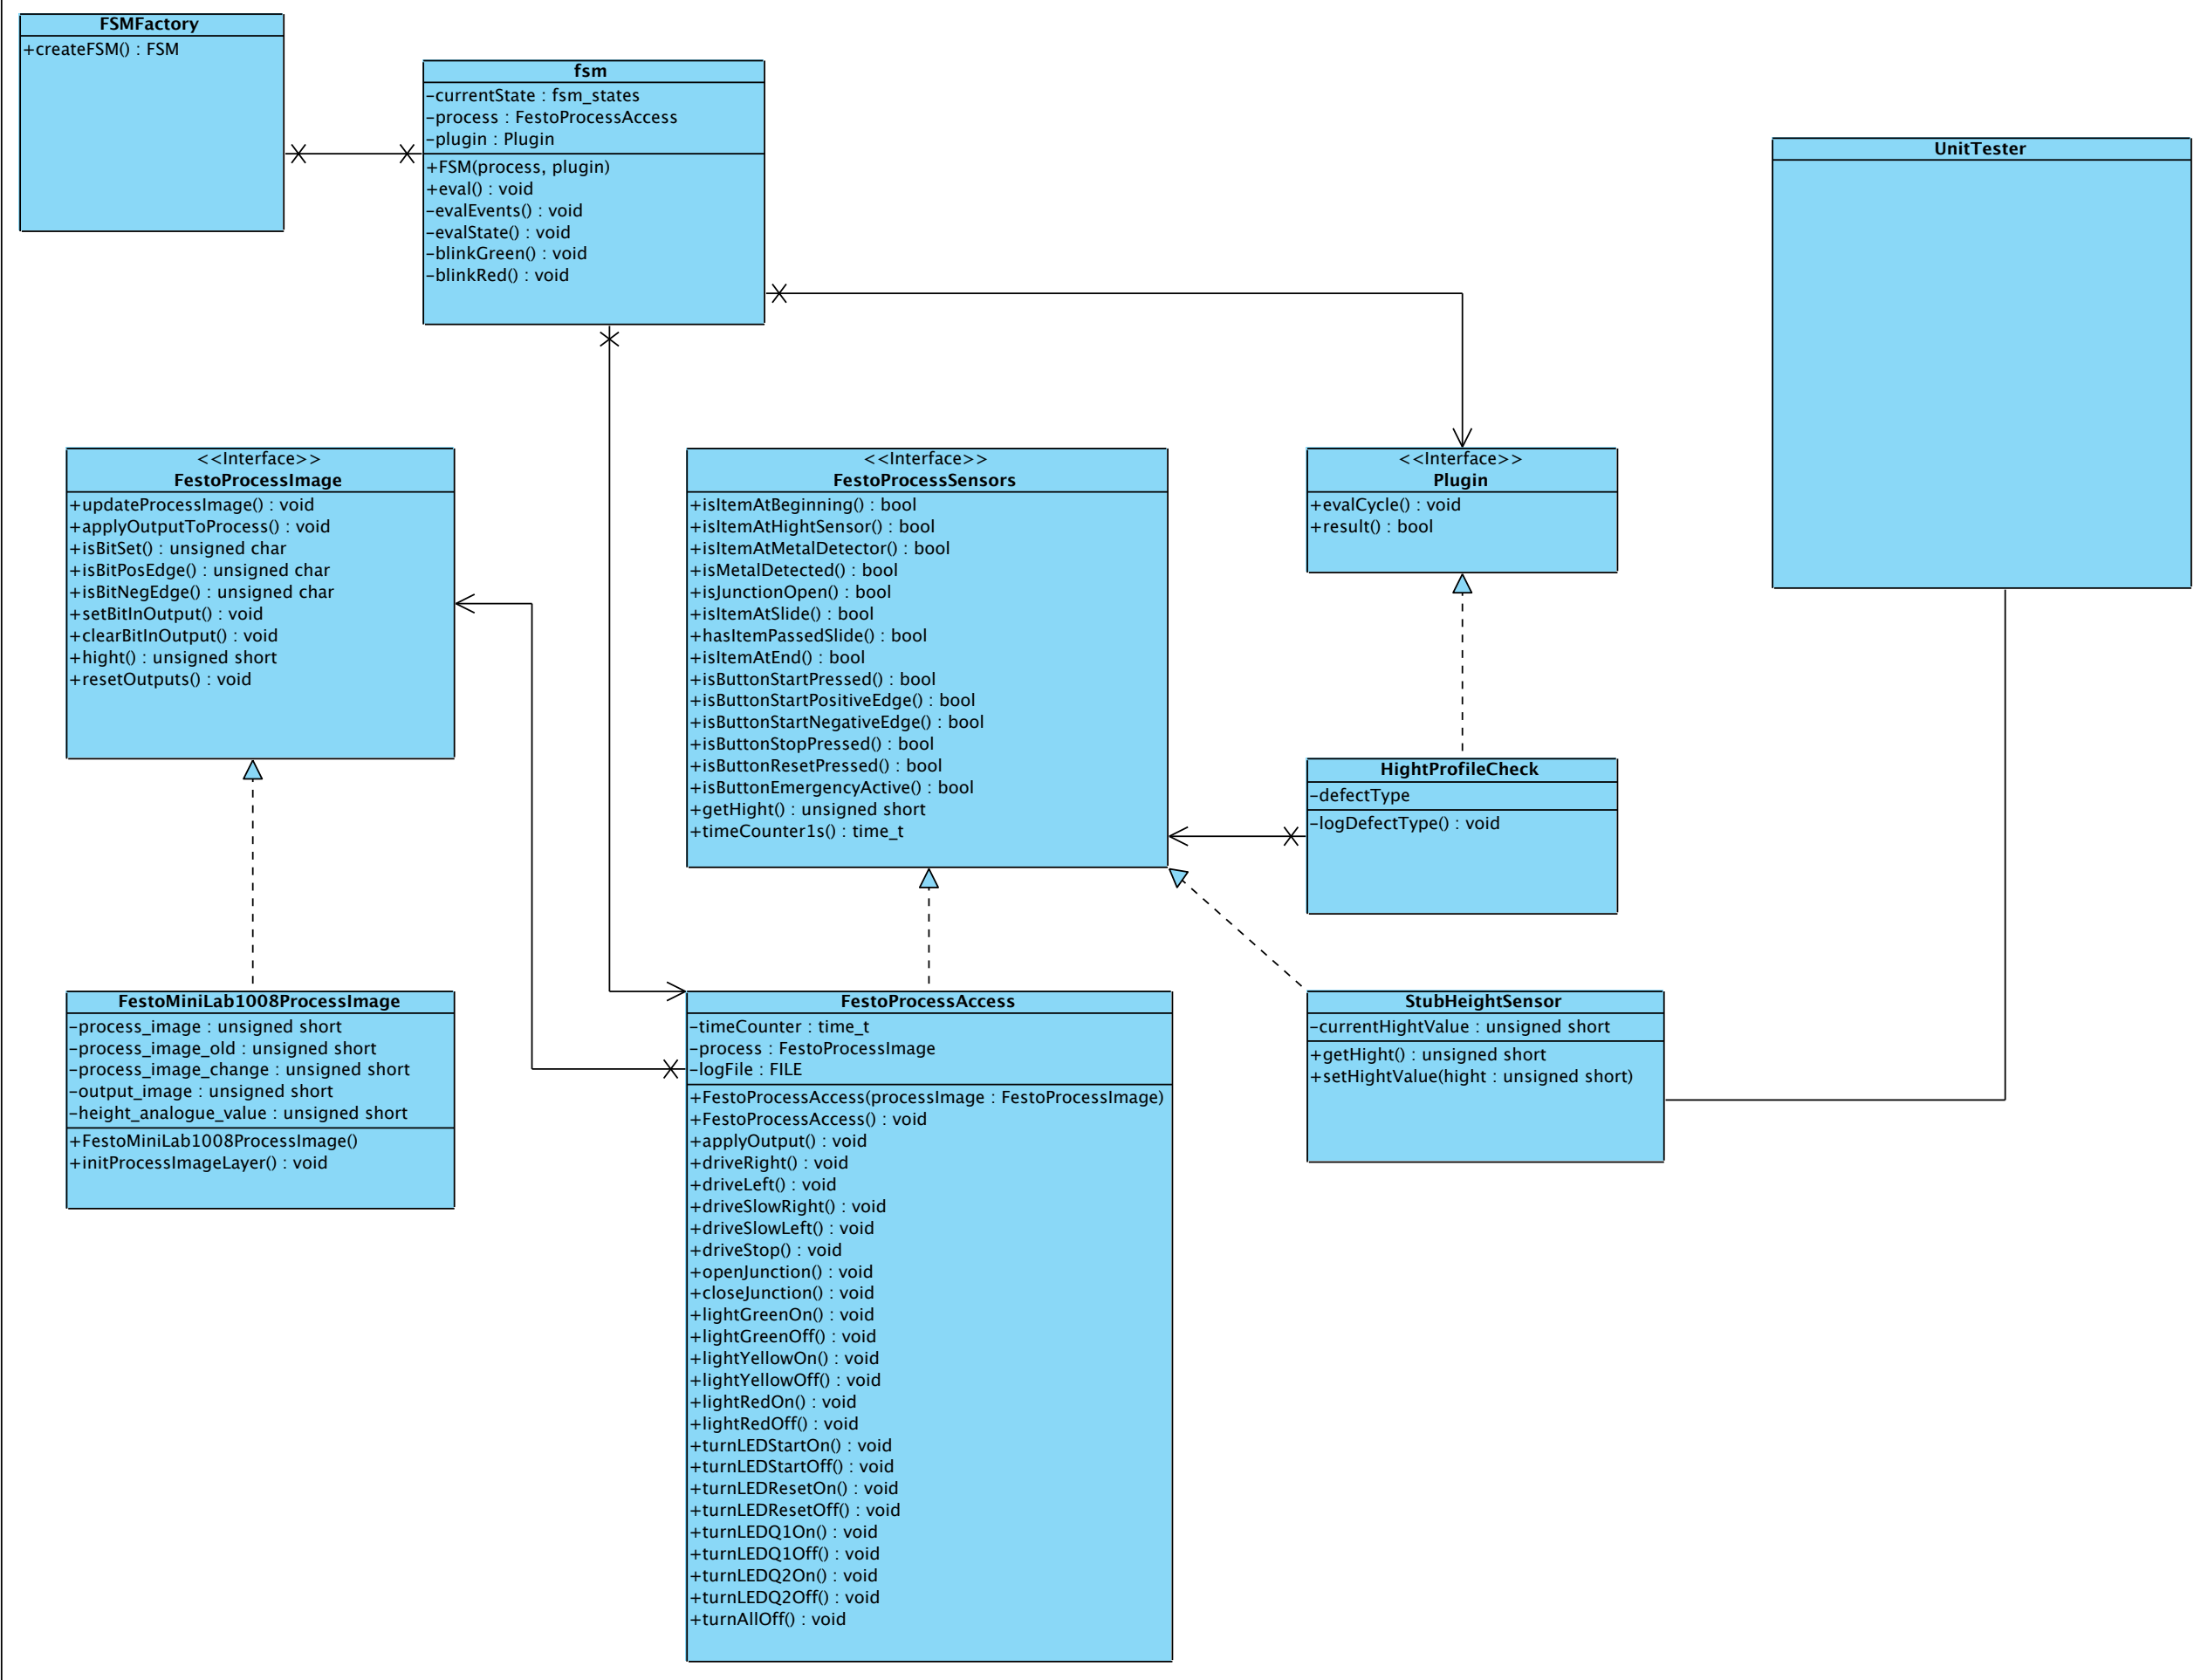 FSMFactory
+createFSM() : FSM
fsm
-currentState : fsm_states
-process : FestoProcessAccess
-plugin : Plugin
+FSM(process, plugin)
+eval() : void
-evalEvents() : void
-evalState() : void
-blinkGreen() : void
-blinkRed() : void
UnitTester
<<Interface>>
FestoProcessImage
+updateProcessImage() : void
+applyOutputToProcess() : void
+isBitSet() : unsigned char
+isBitPosEdge() : unsigned char
+isBitNegEdge() : unsigned char
+setBitInOutput() : void
+clearBitInOutput() : void
+hight() : unsigned short
+resetOutputs() : void
<<Interface>>
FestoProcessSensors
+isItemAtBeginning() : bool
+isItemAtHightSensor() : bool
+isItemAtMetalDetector() : bool
+isMetalDetected() : bool
+isJunctionOpen() : bool
+isItemAtSlide() : bool
+hasItemPassedSlide() : bool
+isItemAtEnd() : bool
+isButtonStartPressed() : bool
+isButtonStartPositiveEdge() : bool
+isButtonStartNegativeEdge() : bool
+isButtonStopPressed() : bool
+isButtonResetPressed() : bool
+isButtonEmergencyActive() : bool
+getHight() : unsigned short
+timeCounter1s() : time_t
<<Interface>>
Plugin
+evalCycle() : void
+result() : bool
HightProfileCheck
-defectType
-logDefectType() : void
FestoMiniLab1008ProcessImage
-process_image : unsigned short
-process_image_old : unsigned short
-process_image_change : unsigned short
-output_image : unsigned short
-height_analogue_value : unsigned short
+FestoMiniLab1008ProcessImage()
+initProcessImageLayer() : void
FestoProcessAccess
-timeCounter : time_t
-process : FestoProcessImage
-logFile : FILE
+FestoProcessAccess(processImage : FestoProcessImage)
+FestoProcessAccess() : void
+applyOutput() : void
+driveRight() : void
+driveLeft() : void
+driveSlowRight() : void
+driveSlowLeft() : void
+driveStop() : void
+openJunction() : void
+closeJunction() : void
+lightGreenOn() : void
+lightGreenOff() : void
+lightYellowOn() : void
+lightYellowOff() : void
+lightRedOn() : void
+lightRedOff() : void
+turnLEDStartOn() : void
+turnLEDStartOff() : void
+turnLEDResetOn() : void
+turnLEDResetOff() : void
+turnLEDQ1On() : void
+turnLEDQ1Off() : void
+turnLEDQ2On() : void
+turnLEDQ2Off() : void
+turnAllOff() : void
StubHeightSensor
-currentHightValue : unsigned short
+getHight() : unsigned short
+setHightValue(hight : unsigned short)